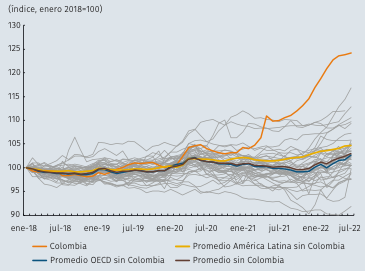 (índice, enero 2018=100)
130
125
120
115
110
105
100
95
90
ene-18 jul-18 ene-19 jul-19 ene-20 jul-20 ene-21 jul-21 ene-22 jul-22
Colombia Promedio América Latina sin Colombia
Promedio OECD sin Colombia Promedio sin Colombia